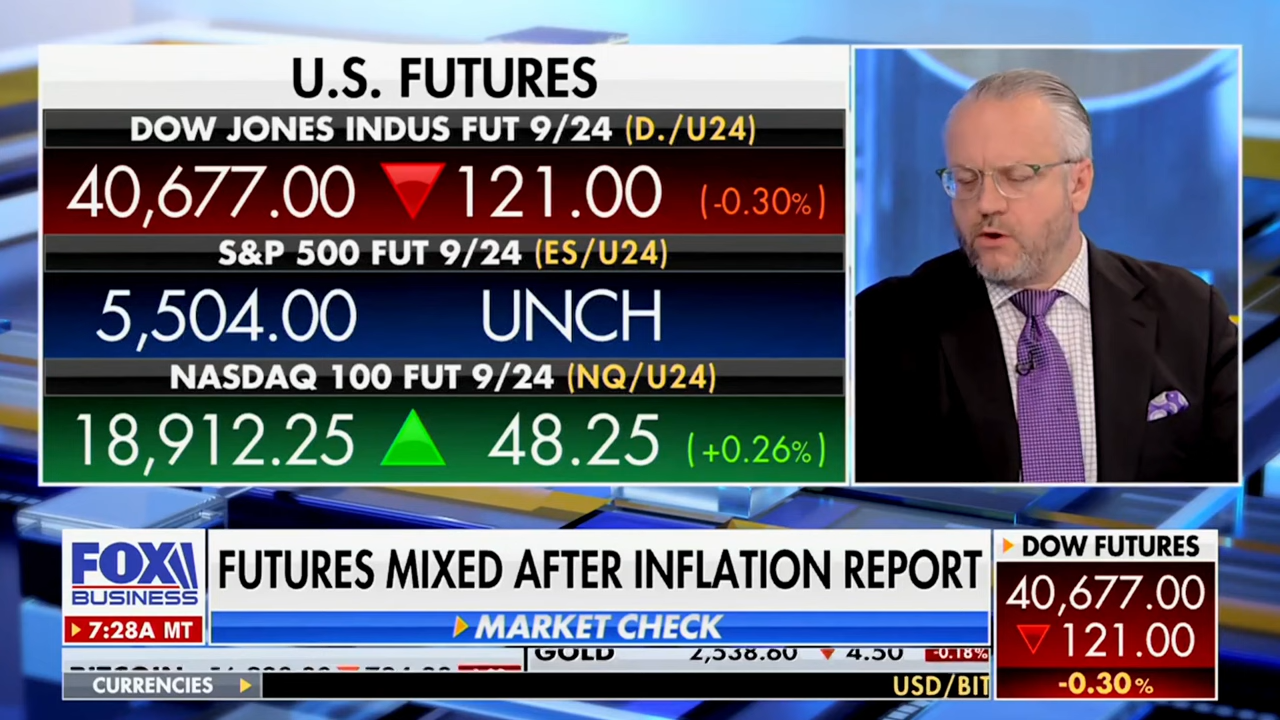 U.S. FUTURES
DOW JONES INDUS FUT 9/24 (D./U24)
40,677.00 ▼ 121.00 (-0.30%)
S&P 500 FUT 9/24 (ES/U24)
5,504.00 UNCH
NASDAQ 100 FUT 9/24 (NQ/U24)
18,912.25 ▲ 48.25 (+0.26%)
FOX BUSINESS
7:28A MT
FUTURES MIXED AFTER INFLATION REPORT
MARKET CHECK
DOW FUTURES
40,677.00
▼ 121.00
-0.30%
GOLD 2,538.60 ▼ 4.50 -0.18%
CURRENCIES
USD/BIT